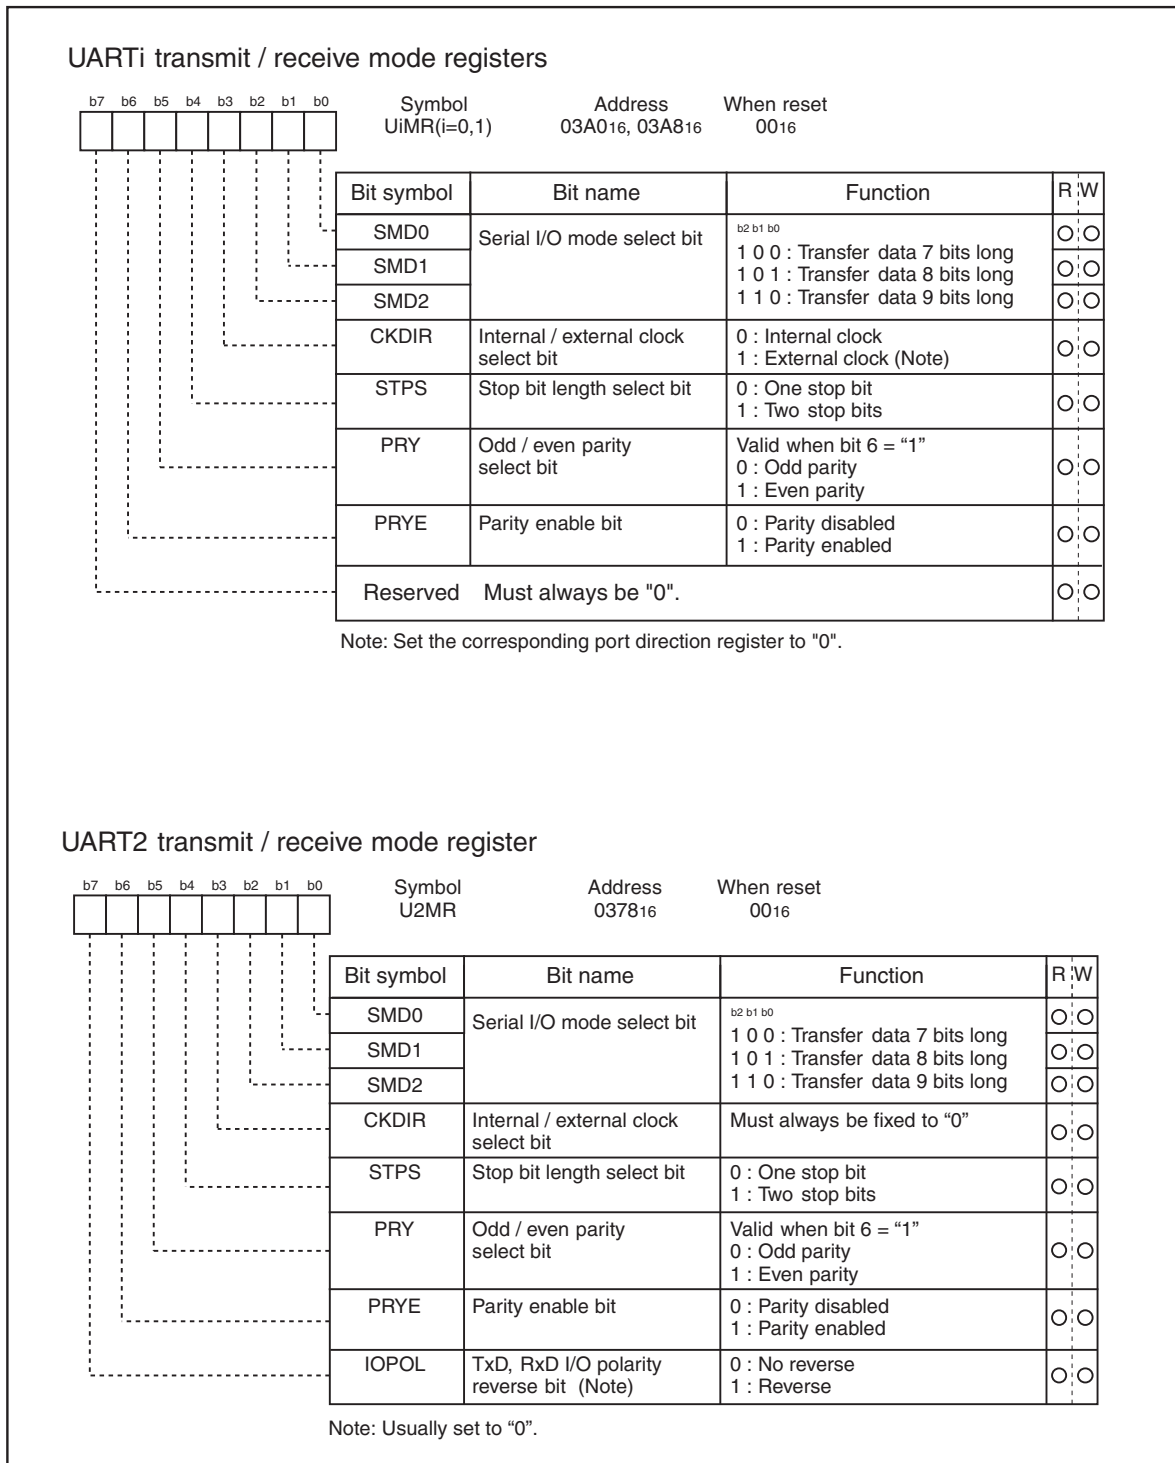 UARTi transmit / receive mode registers
b7 b6 b5 b4 b3 b2 b1 b0
Symbol Address When reset
UiMR(i=0,1) 03A016, 03A816 0016
Bit symbol Bit name Function R W
SMD0 Serial I/O mode select bit b2 b1 b0
1 0 0 : Transfer data 7 bits long
SMD1 1 0 1 : Transfer data 8 bits long
SMD2 1 1 0 : Transfer data 9 bits long
CKDIR Internal / external clock 0 : Internal clock
select bit 1 : External clock (Note)
STPS Stop bit length select bit 0 : One stop bit
1 : Two stop bits
PRY Odd / even parity Valid when bit 6 = “1”
select bit 0 : Odd parity
1 : Even parity
PRYE Parity enable bit 0 : Parity disabled
1 : Parity enabled
Reserved Must always be "0".
Note: Set the corresponding port direction register to "0".
UART2 transmit / receive mode register
b7 b6 b5 b4 b3 b2 b1 b0
Symbol Address When reset
U2MR 037816 0016
Bit symbol Bit name Function R W
SMD0 Serial I/O mode select bit b2 b1 b0
1 0 0 : Transfer data 7 bits long
SMD1 1 0 1 : Transfer data 8 bits long
SMD2 1 1 0 : Transfer data 9 bits long
CKDIR Internal / external clock Must always be fixed to “0”
select bit
STPS Stop bit length select bit 0 : One stop bit
1 : Two stop bits
PRY Odd / even parity Valid when bit 6 = “1”
select bit 0 : Odd parity
1 : Even parity
PRYE Parity enable bit 0 : Parity disabled
1 : Parity enabled
IOPOL TxD, RxD I/O polarity 0 : No reverse
reverse bit (Note) 1 : Reverse
Note: Usually set to “0”.